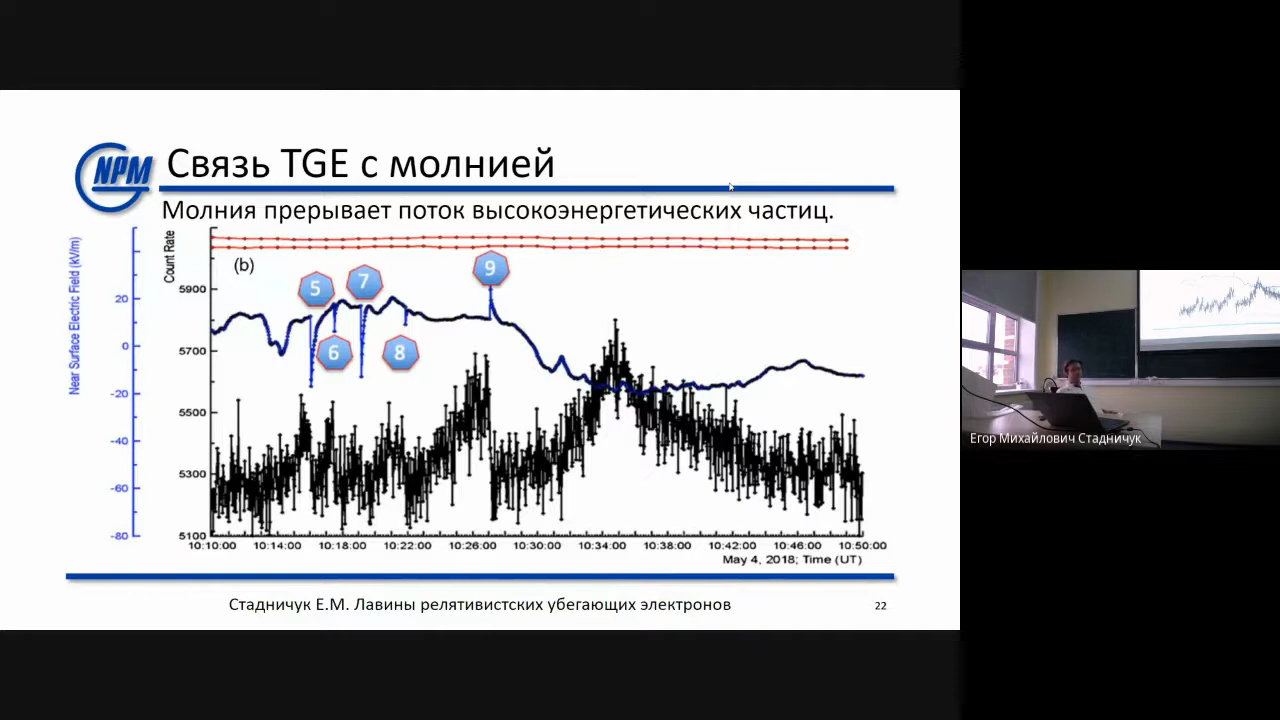 NPM
Связь TGE с молнией
Молния прерывает поток высокоэнергетических частиц.
Near Surface Electric Field (kV/m)
20
0
-20
-40
-60
-80
Count Rate
5900
5700
5500
5300
5100
(b)
5
6
7
8
9
10:10:00 10:14:00 10:18:00 10:22:00 10:26:00 10:30:00 10:34:00 10:38:00 10:42:00 10:46:00 10:50:00
May 4, 2018; Time (UT)
Стадничук Е.М. Лавины релятивистских убегающих электронов
22
Егор Михайлович Стадничук